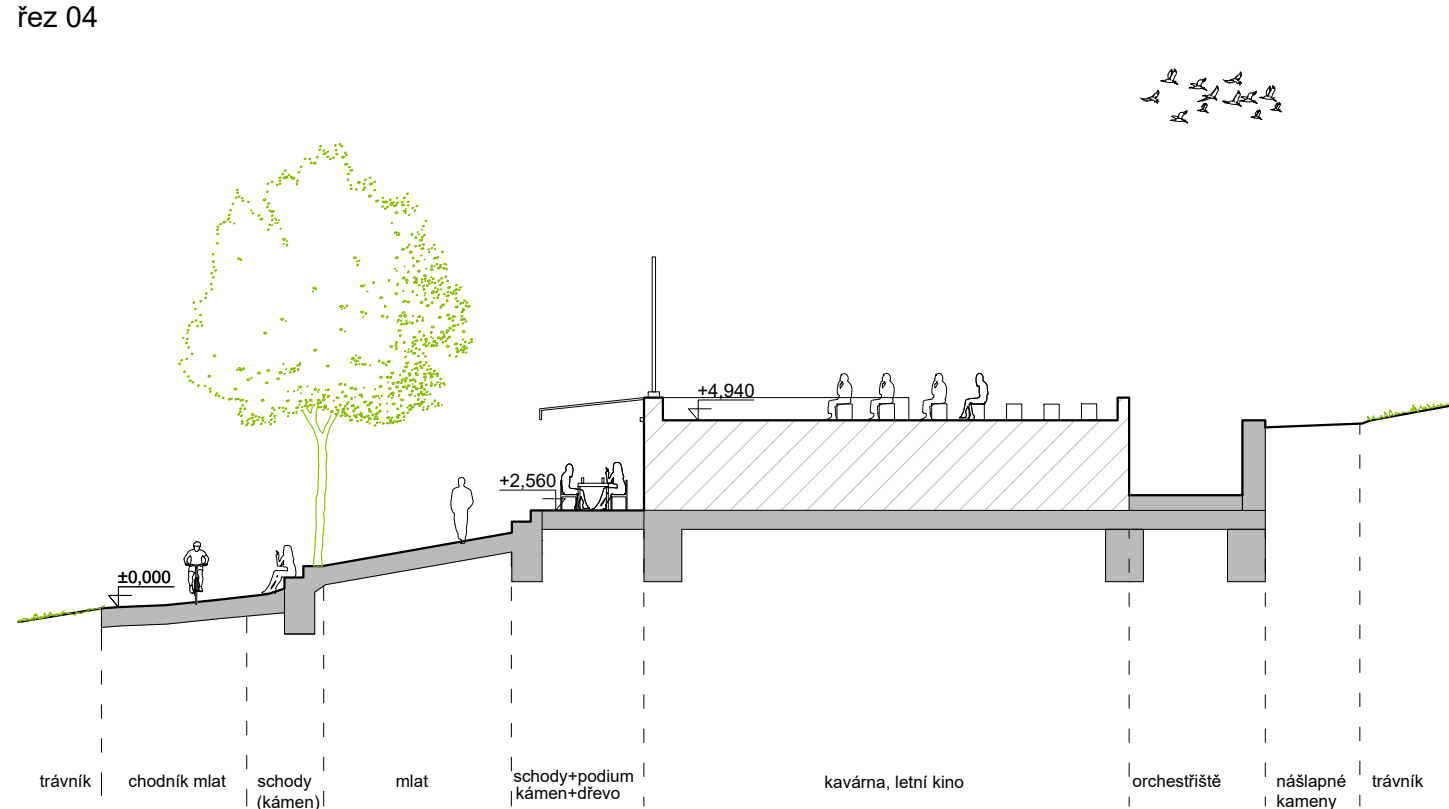 řez 04
+4,940
+2,560
±0,000
trávník
chodník mlat
schody
(kámen)
mlat
schody+podium
kámen+dřevo
kavárna, letní kino
orchestřiště
nášlapné
kameny
trávník